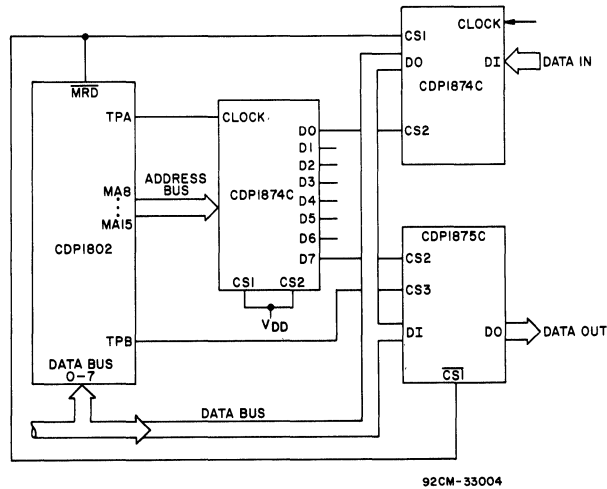 CS1
CLOCK
DO
DI
DATA IN
CDP1874C
CS2
MRD
TPA
CLOCK
DO
D1
D2
D3
D4
D5
D6
D7
ADDRESS
BUS
MA8
MA15
CDP1874C
CDP1802
CS1
CS2
VDD
TPB
DATA BUS
0-7
DATA BUS
CDP1875C
CS2
CS3
DI
DO
DATA OUT
CS1
92CM-33004